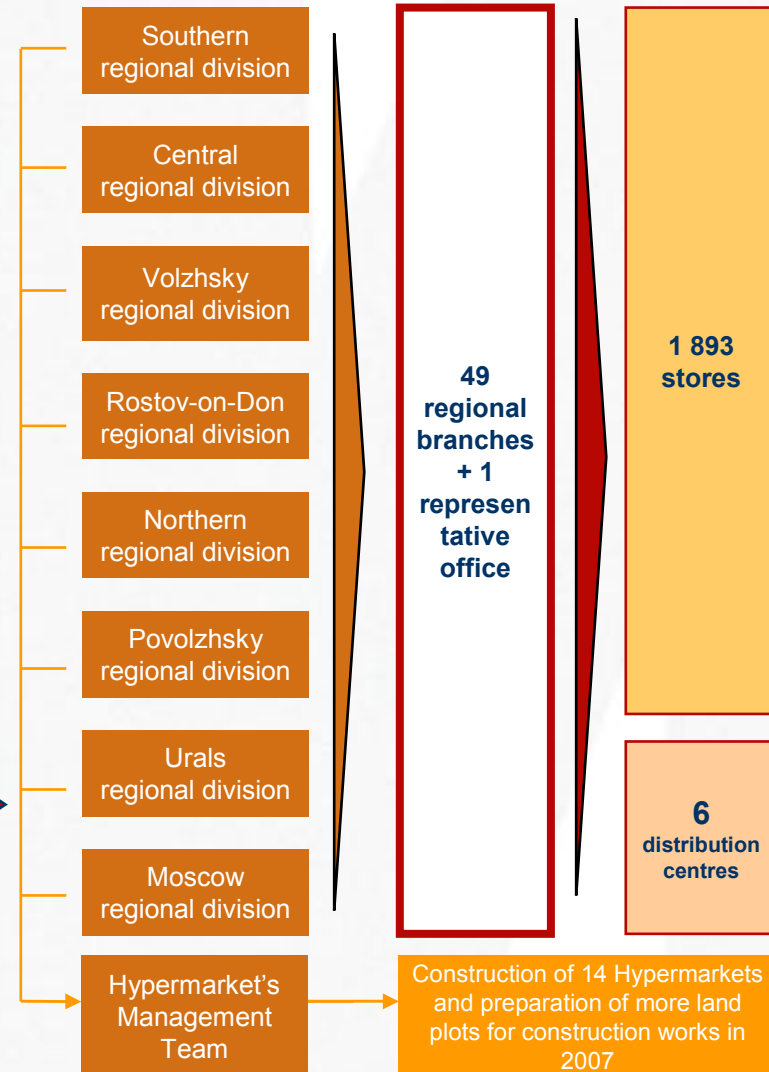 Southern
regional division
Central
regional division
Volzhsky
regional division
Rostov-on-Don
regional division
Northern
regional division
Povolzhsky
regional division
Urals
regional division
Moscow
regional division
Hypermarket's
Management
Team
49
regional
branches
+ 1
represen
tative
office
1 893
stores
6
distribution
centres
Construction of 14 Hypermarkets
and preparation of more land
plots for construction works in
2007